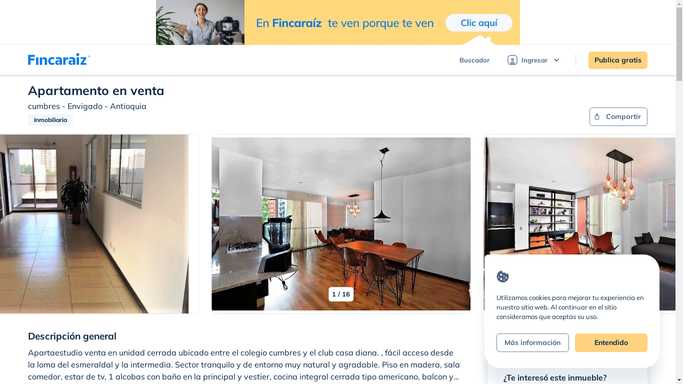 En Fincaraíz te ven porque te ven
Clic aquí
Fincaraiz
Buscador
Ingresar
Publica gratis
Apartamento en venta
cumbres - Envigado - Antioquia
Inmobiliaria
Compartir
1 / 16
Utilizamos cookies para mejorar tu experiencia en
nuestro sitio web. Al continuar en el sitio
consideramos que aceptas su uso.
Más información
Entendido
Descripción general
Apartaestudio venta en unidad cerrada ubicado entre el colegio cumbres y el club casa diana. , fácil acceso desde
la loma del esmeraldal y la intermedia. Sector tranquilo y de entorno muy natural y agradable. Piso en madera, sala
comedor, estar de tv, 1 alcobas con baño en la principal y vestier, cocina integral cerrada tipo americano, balcon y...
¿Te interesó este inmueble?